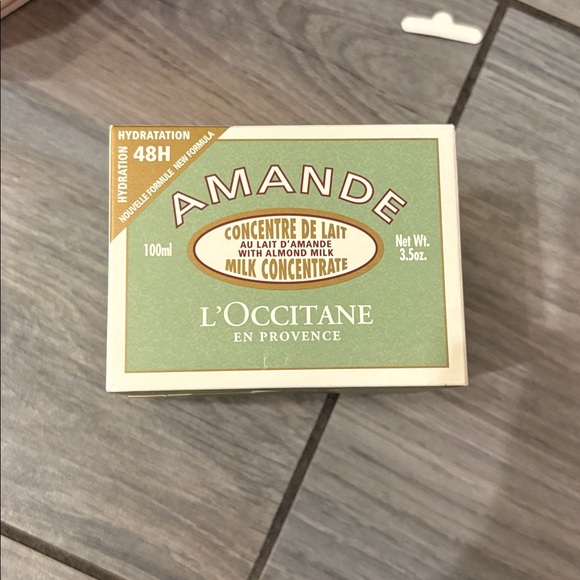 HYDRATATION
HYDRATION
48H
NOUVELLE FORMULE NEW FORMULA
AMANDE
100ml
CONCENTRE DE LAIT
AU LAIT D'AMANDE
WITH ALMOND MILK
MILK CONCENTRATE
Net Wt.
3.5oz.
L'OCCITANE
EN PROVENCE